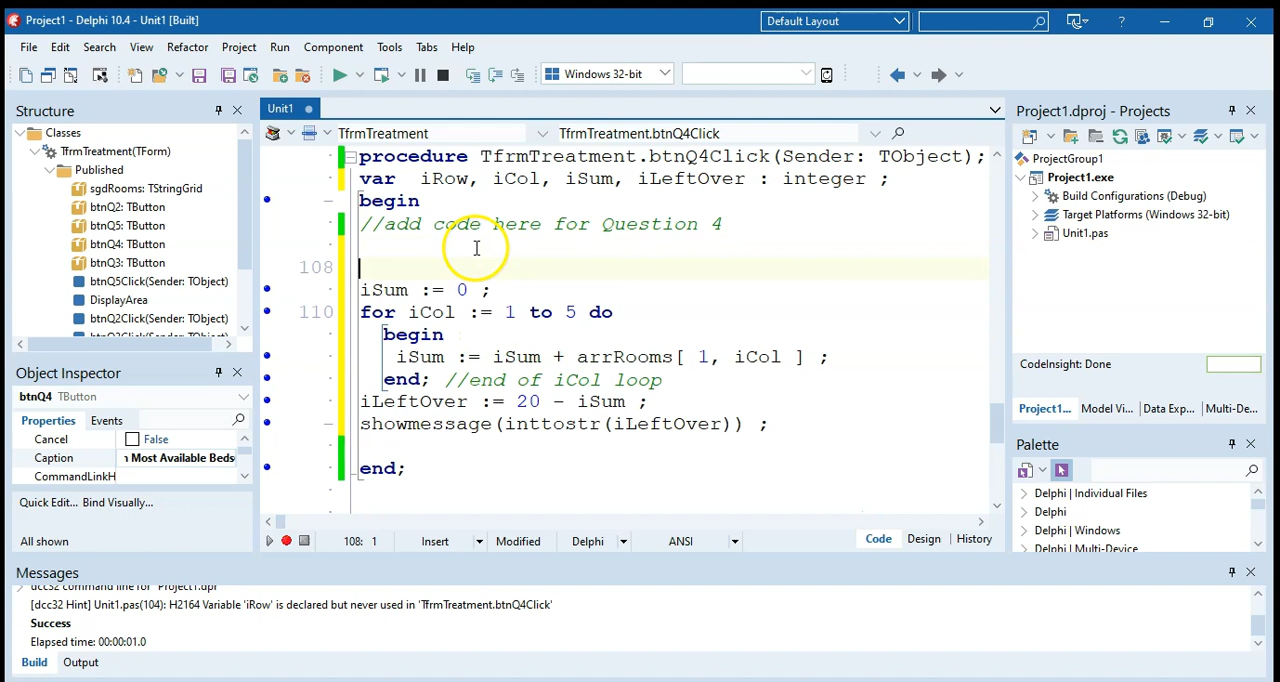 Project1 - Delphi 10.4 - Unit1 [Built]
Default Layout
?
File Edit Search View Refactor Project Run Component Tools Tabs Help
Windows 32-bit
Structure
Classes
TfrmTreatment(TForm)
Published
sgdRooms: TStringGrid
btnQ2: TButton
btnQ5: TButton
btnQ4: TButton
btnQ3: TButton
btnQ5Click(Sender: TObject)
DisplayArea
btnQ2Click(Sender: TObject)
Object Inspector
btnQ4 TButton
Properties Events
Cancel False
Caption Most Available Beds
CommandLinkH
Quick Edit... Bind Visually...
All shown
Unit1
TfrmTreatment TfrmTreatment.btnQ4Click
procedure TfrmTreatment.btnQ4Click(Sender: TObject);
var iRow, iCol, iSum, iLeftOver : integer ;
begin
//add code here for Question 4
108
iSum := 0 ;
110 for iCol := 1 to 5 do
begin
iSum := iSum + arrRooms[ 1, iCol ] ;
end; //end of iCol loop
iLeftOver := 20 - iSum ;
showmessage(inttostr(iLeftOver)) ;
end;
108: 1 Insert Modified Delphi ANSI Code Design History
Project1.dproj - Projects
ProjectGroup1
Project1.exe
Build Configurations (Debug)
Target Platforms (Windows 32-bit)
Unit1.pas
CodeInsight: Done
Project1... Model Vi... Data Exp... Multi-De...
Palette
Delphi | Individual Files
Delphi
Delphi | Windows
Delphi | Multi-Device
Messages
dcc32 command line for "Project1.dpr"
[dcc32 Hint] Unit1.pas(104): H2164 Variable 'iRow' is declared but never used in 'TfrmTreatment.btnQ4Click'
Success
Elapsed time: 00:00:01.0
Build Output